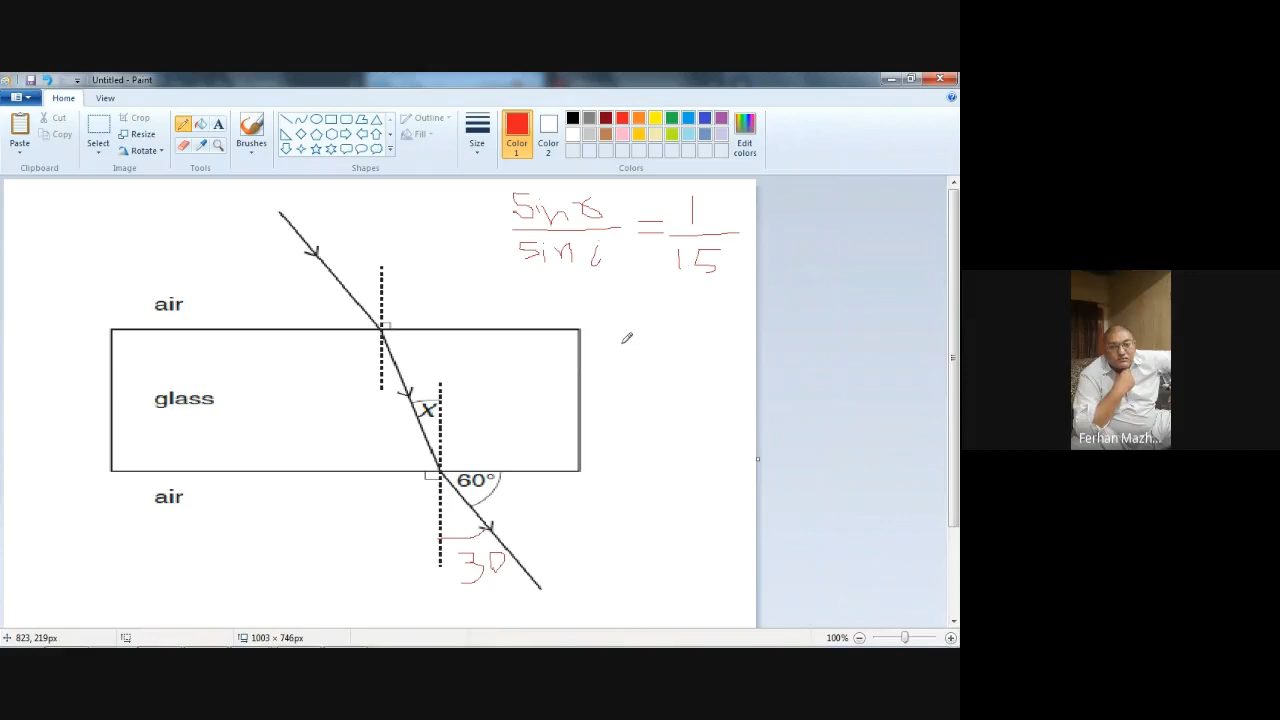 Untitled - Paint
Home View
Paste
Cut
Copy
Clipboard
Select
Crop
Resize
Rotate
Image
A
Tools
Brushes
Outline
Fill
Shapes
Size
Color 1
Color 2
Edit colors
Colors
sin x
sin i
=
1
15
air
glass
x
60°
air
30
Ferhan Mazh...
823, 219px
1003 × 746px
100%